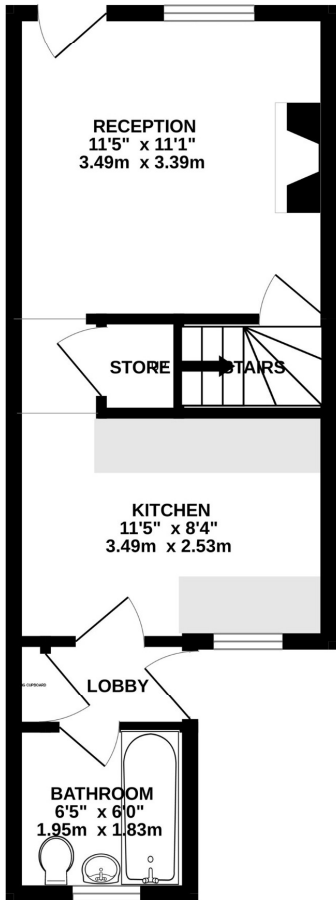 RECEPTION
11'5" x 11'1"
3.49m x 3.39m
STORE
STAIRS
KITCHEN
11'5" x 8'4"
3.49m x 2.53m
CUPBOARD
LOBBY
BATHROOM
6'5" x 6'0"
1.95m x 1.83m